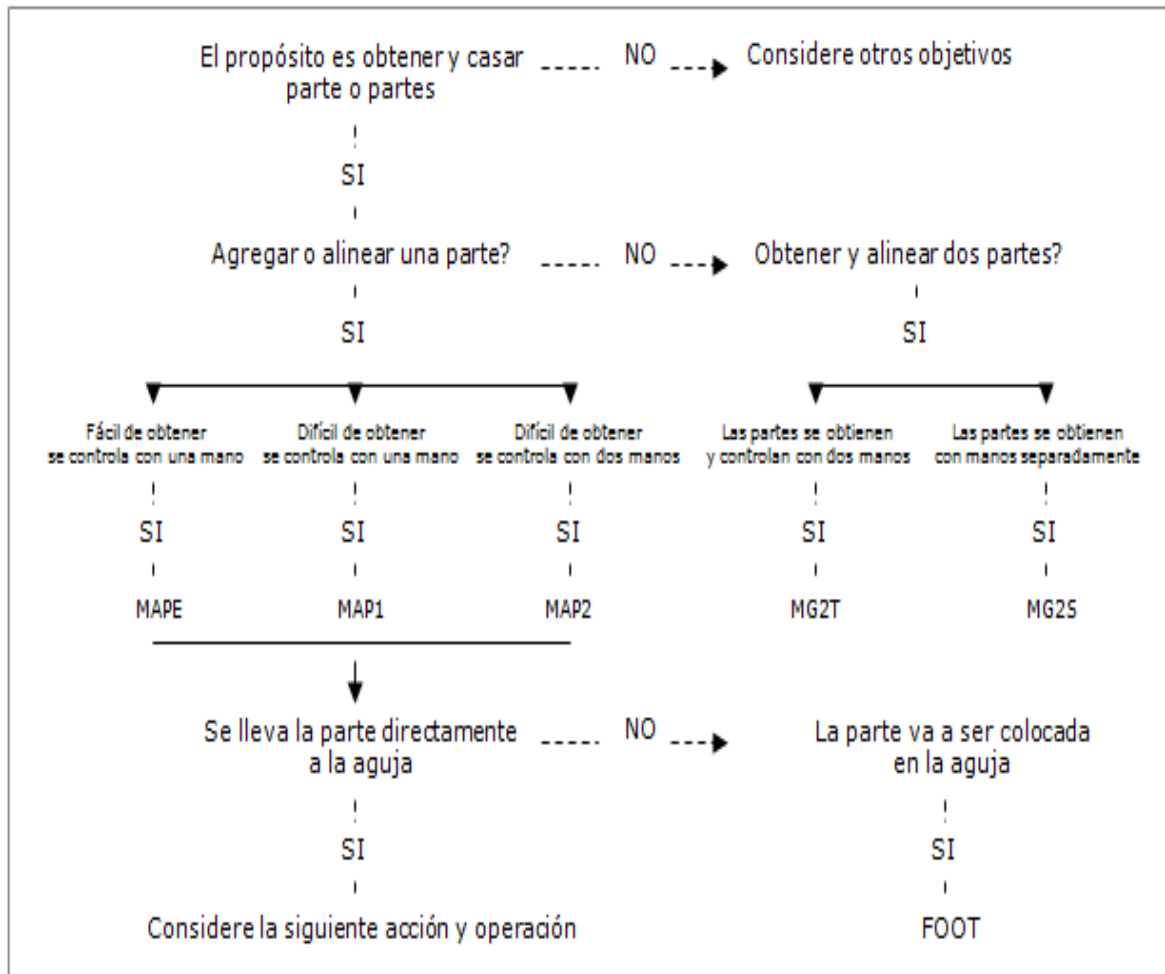 El propósito es obtener y casar
parte o partes
NO
Considere otros objetivos
SI
Agregar o alinear una parte?
NO
Obtener y alinear dos partes?
SI
SI
Fácil de obtener
se controla con una mano
Difícil de obtener
se controla con una mano
Difícil de obtener
se controla con dos manos
Las partes se obtienen
y controlan con dos manos
Las partes se obtienen
con manos separadamente
SI
SI
SI
SI
SI
MAPE
MAP1
MAP2
MG2T
MG2S
Se lleva la parte directamente
a la aguja
NO
La parte va a ser colocada
en la aguja
SI
SI
Considere la siguiente acción y operación
FOOT